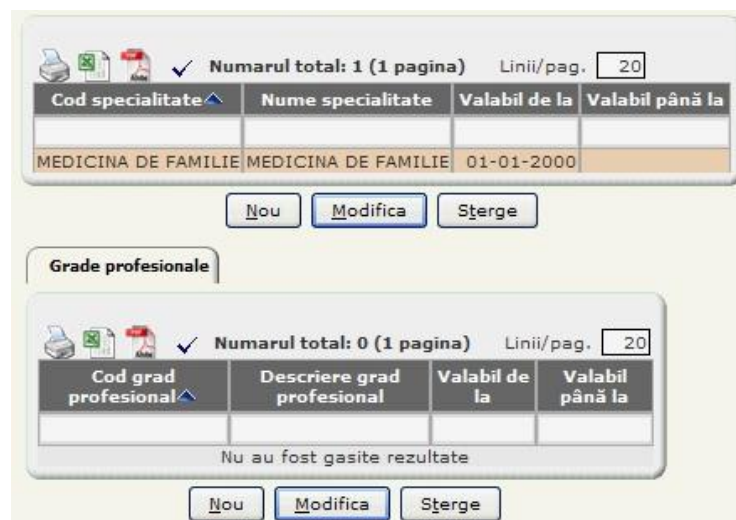 Numarul total: 1 (1 pagina) Linii/pag. 20
Cod specialitate Nume specialitate Valabil de la Valabil până la
MEDICINA DE FAMILIE MEDICINA DE FAMILIE 01-01-2000
Nou Modifica Sterge
Grade profesionale
Numarul total: 0 (1 pagina) Linii/pag. 20
Cod grad Descriere grad Valabil de Valabil
profesional profesional la până la
Nu au fost gasite rezultate
Nou Modifica Sterge